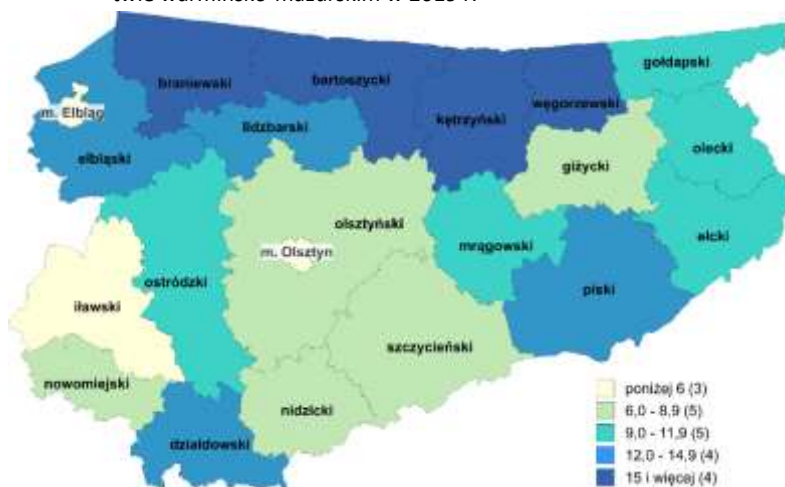 gołdapski
braniewski
bartoszycki
węgorzewski
m. Elbląg
kętrzyński
lidzbarski
olecki
elbląski
giżycki
olsztyński
ełcki
m. Olsztyn
mrągowski
ostródzki
piski
iławski
szczycieński
nowomiejski
nidzicki
działdowski
poniżej 6 (3)
6,0 - 8,9 (5)
9,0 - 11,9 (5)
12,0 - 14,9 (4)
15 i więcej (4)